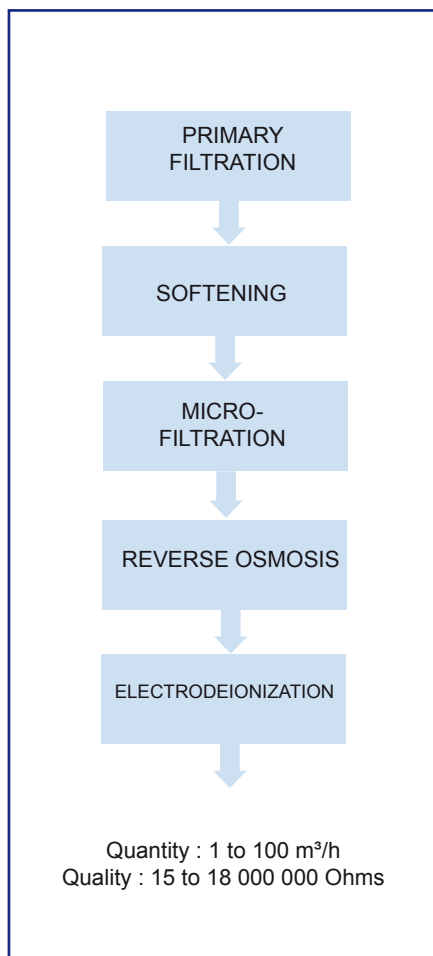 PRIMARY
FILTRATION
SOFTENING
MICRO-
FILTRATION
REVERSE OSMOSIS
ELECTRODEIONIZATION
Quantity : 1 to 100 m³/h
Quality : 15 to 18 000 000 Ohms